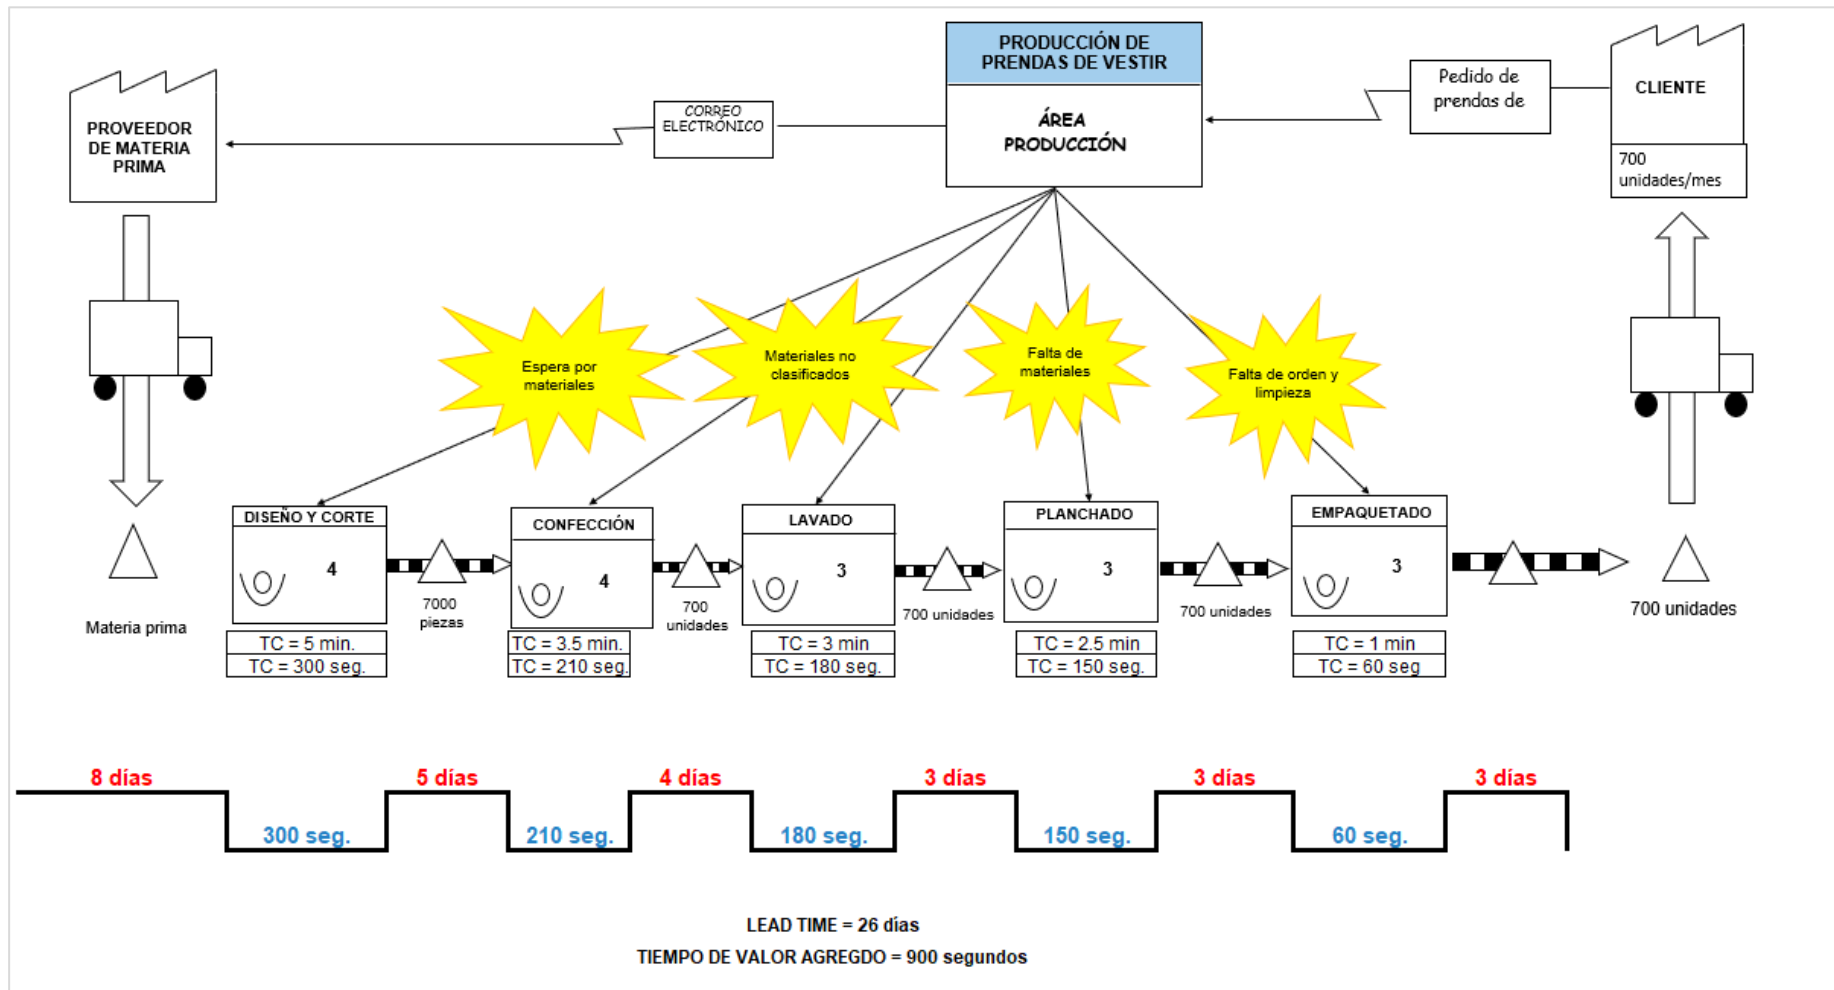 PRODUCCIÓN DE
PRENDAS DE VESTIR
ÁREA
PRODUCCIÓN
PROVEEDOR
DE MATERIA
PRIMA
CORREO
ELECTRÓNICO
Pedido de
prendas de
CLIENTE
700
unidades/mes
Espera por
materiales
Materiales no
clasificados
Falta de
materiales
Falta de orden y
limpieza
Materia prima
DISEÑO Y CORTE
4
TC = 5 min.
TC = 300 seg.
7000
piezas
CONFECCIÓN
4
TC = 3.5 min.
TC = 210 seg.
700
unidades
LAVADO
3
TC = 3 min
TC = 180 seg.
700 unidades
PLANCHADO
3
TC = 2.5 min
TC = 150 seg.
700 unidades
EMPAQUETADO
3
TC = 1 min
TC = 60 seg
700 unidades
8 días
5 días
4 días
3 días
3 días
3 días
300 seg.
210 seg.
180 seg.
150 seg.
60 seg.
LEAD TIME = 26 días
TIEMPO DE VALOR AGREGDO = 900 segundos